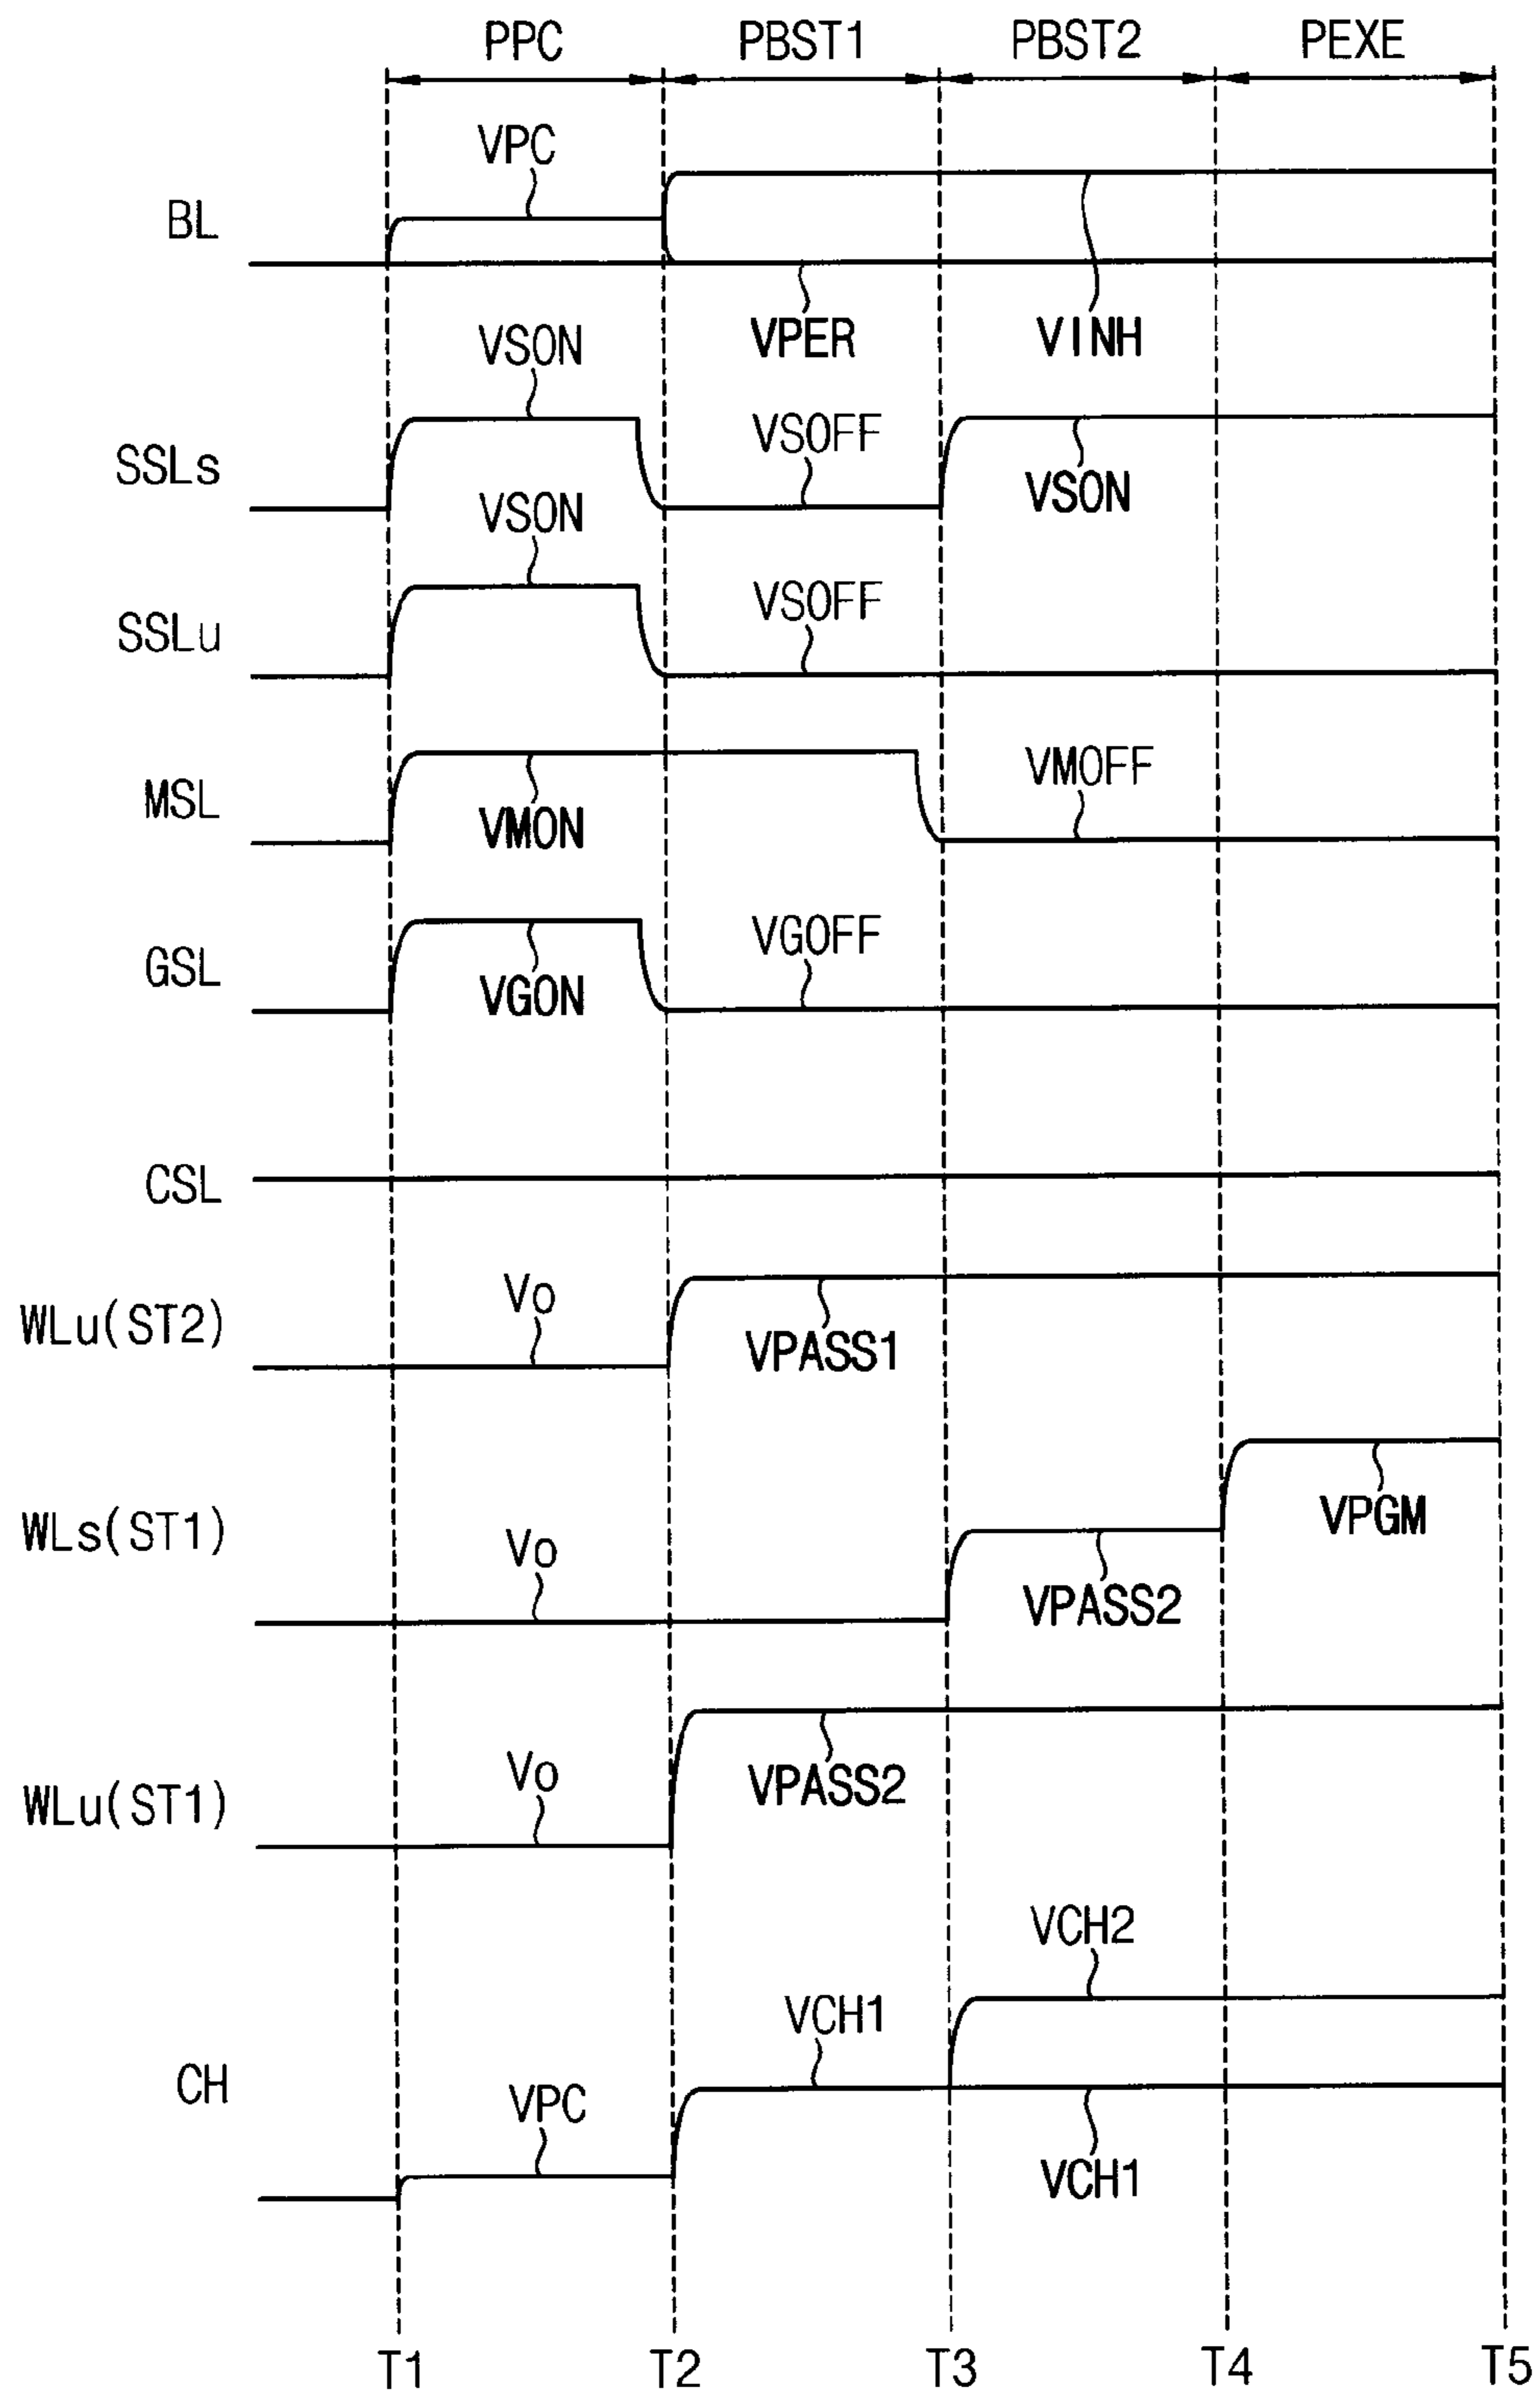 PPC PBST1 PBST2 PEXE
VPC
BL
VPER VINH
VSON
VSOFF
SSLs
VSON
VSON
VSOFF
SSLu
VMOFF
MSL
VMON
VGOFF
GSL
VGON
CSL
Vo
WLu(ST2)
VPASS1
VPGM
WLs(ST1)
Vo
VPASS2
Vo
VPASS2
WLu(ST1)
VCH2
VCH1
CH
VPC
VCH1
T1 T2 T3 T4 T5